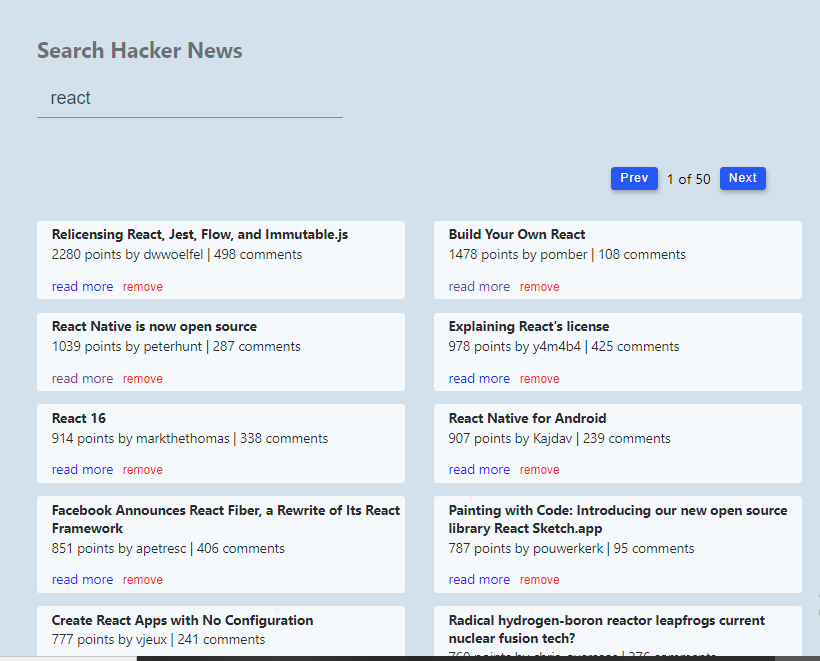 Search Hacker News
react
Prev 1 of 50 Next
Relicensing React, Jest, Flow, and Immutable.js
2280 points by dwwoelfel | 498 comments
read more remove
Build Your Own React
1478 points by pomber | 108 comments
read more remove
React Native is now open source
1039 points by peterhunt | 287 comments
read more remove
Explaining React's license
978 points by y4m4b4 | 425 comments
read more remove
React 16
914 points by markthethomas | 338 comments
read more remove
React Native for Android
907 points by Kajdav | 239 comments
read more remove
Facebook Announces React Fiber, a Rewrite of Its React
Framework
851 points by apetresc | 406 comments
read more remove
Painting with Code: Introducing our new open source
library React Sketch.app
787 points by pouwerkerk | 95 comments
read more remove
Create React Apps with No Configuration
777 points by vjeux | 241 comments
Radical hydrogen-boron reactor leapfrogs current
nuclear fusion tech?
points by comments